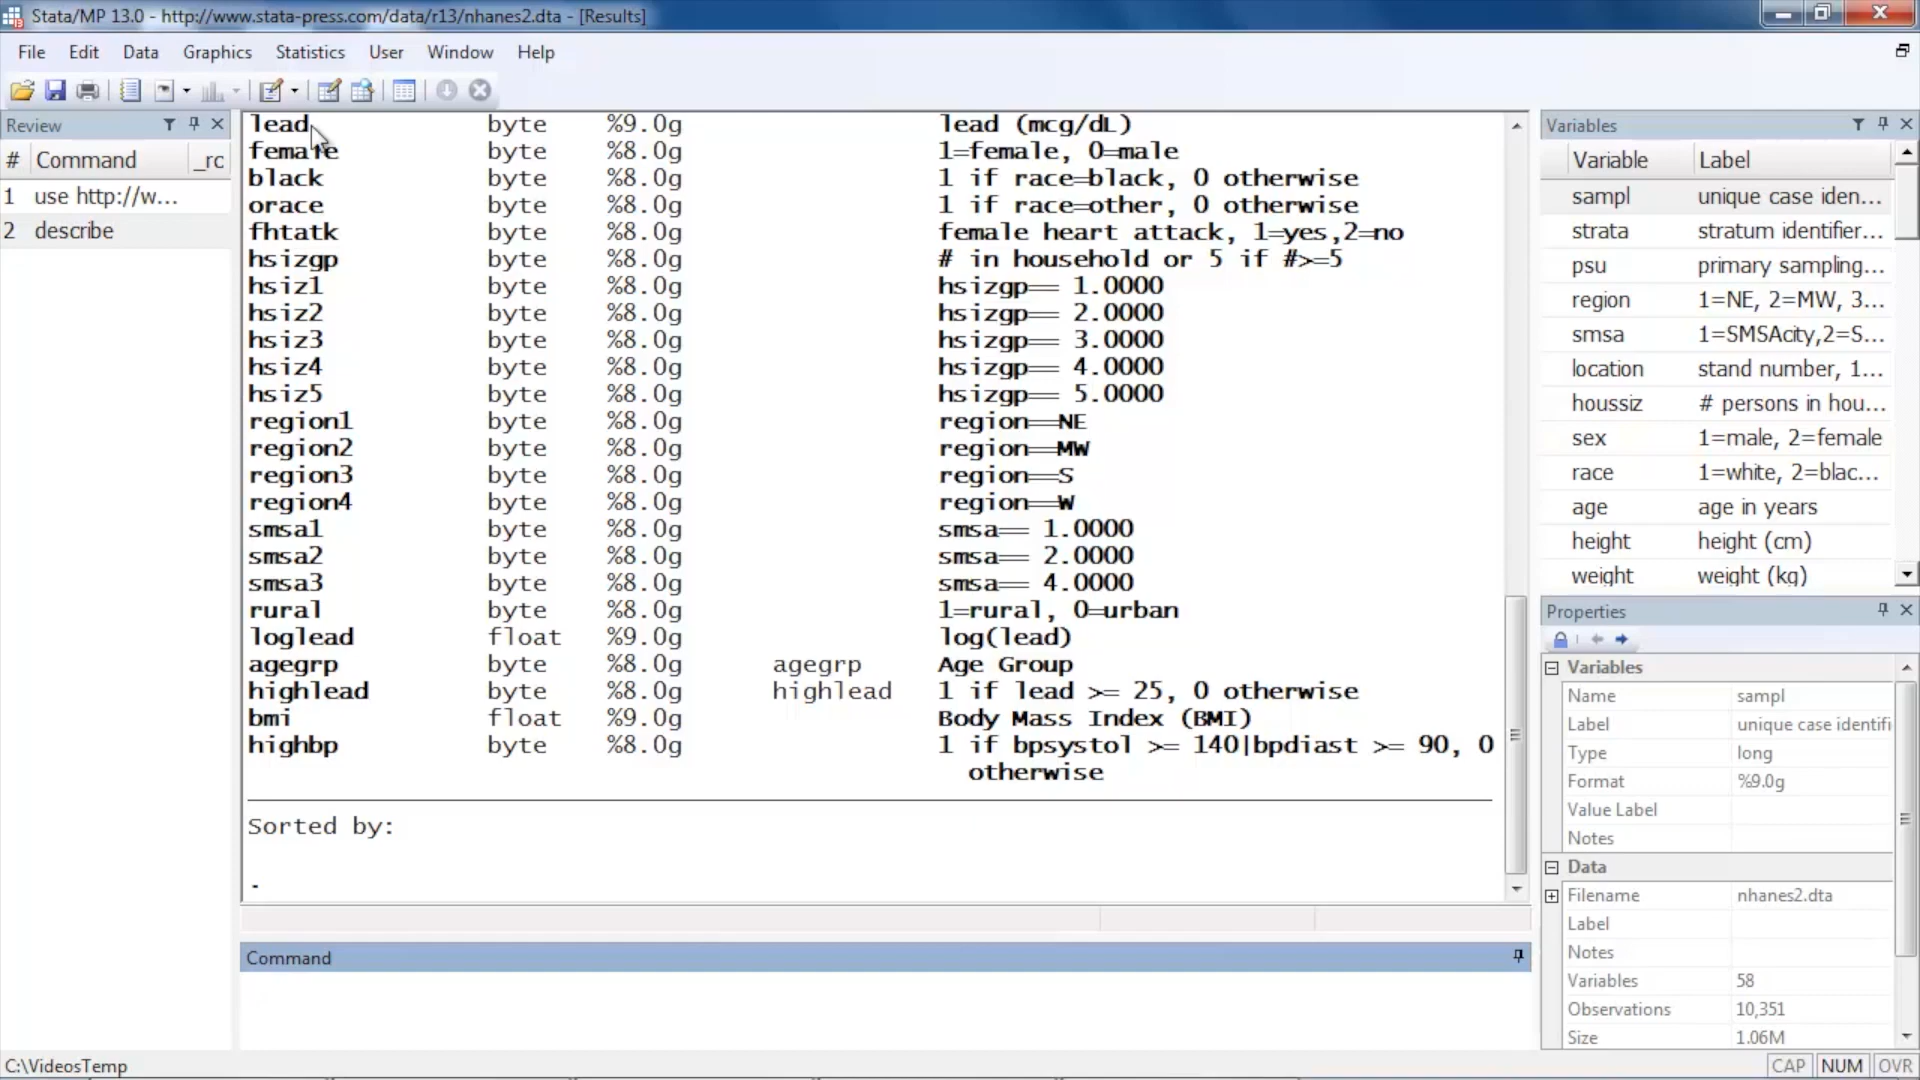 Stata/MP 13.0 - http://www.stata-press.com/data/r13/nhanes2.dta - [Results]
File Edit Data Graphics Statistics User Window Help
Review
# Command _rc
1 use http://w...
2 describe
lead byte %9.0g lead (mcg/dL)
female byte %8.0g 1=female, 0=male
black byte %8.0g 1 if race=black, 0 otherwise
orace byte %8.0g 1 if race=other, 0 otherwise
fhtatk byte %8.0g female heart attack, 1=yes,2=no
hsizgp byte %8.0g # in household or 5 if #>=5
hsiz1 byte %8.0g hsizgp== 1.0000
hsiz2 byte %8.0g hsizgp== 2.0000
hsiz3 byte %8.0g hsizgp== 3.0000
hsiz4 byte %8.0g hsizgp== 4.0000
hsiz5 byte %8.0g hsizgp== 5.0000
region1 byte %8.0g region==NE
region2 byte %8.0g region==MW
region3 byte %8.0g region==S
region4 byte %8.0g region==W
smsa1 byte %8.0g smsa== 1.0000
smsa2 byte %8.0g smsa== 2.0000
smsa3 byte %8.0g smsa== 4.0000
rural byte %8.0g 1=rural, 0=urban
loglead float %9.0g log(lead)
agegrp byte %8.0g agegrp Age Group
highlead byte %8.0g highlead 1 if lead >= 25, 0 otherwise
bmi float %9.0g Body Mass Index (BMI)
highbp byte %8.0g 1 if bpsystol >= 140|bpdiast >= 90, 0
otherwise
Sorted by:
.
Command
Variables
Variable Label
sampl unique case iden...
strata stratum identifier...
psu primary sampling...
region 1=NE, 2=MW, 3...
smsa 1=SMSAcity,2=S...
location stand number, 1...
houssiz # persons in hou...
sex 1=male, 2=female
race 1=white, 2=blac...
age age in years
height height (cm)
weight weight (kg)
Properties
Variables
Name sampl
Label unique case identifi
Type long
Format %9.0g
Value Label
Notes
Data
Filename nhanes2.dta
Label
Notes
Variables 58
Observations 10,351
Size 1.06M
C:\VideosTemp
CAP NUM OVR